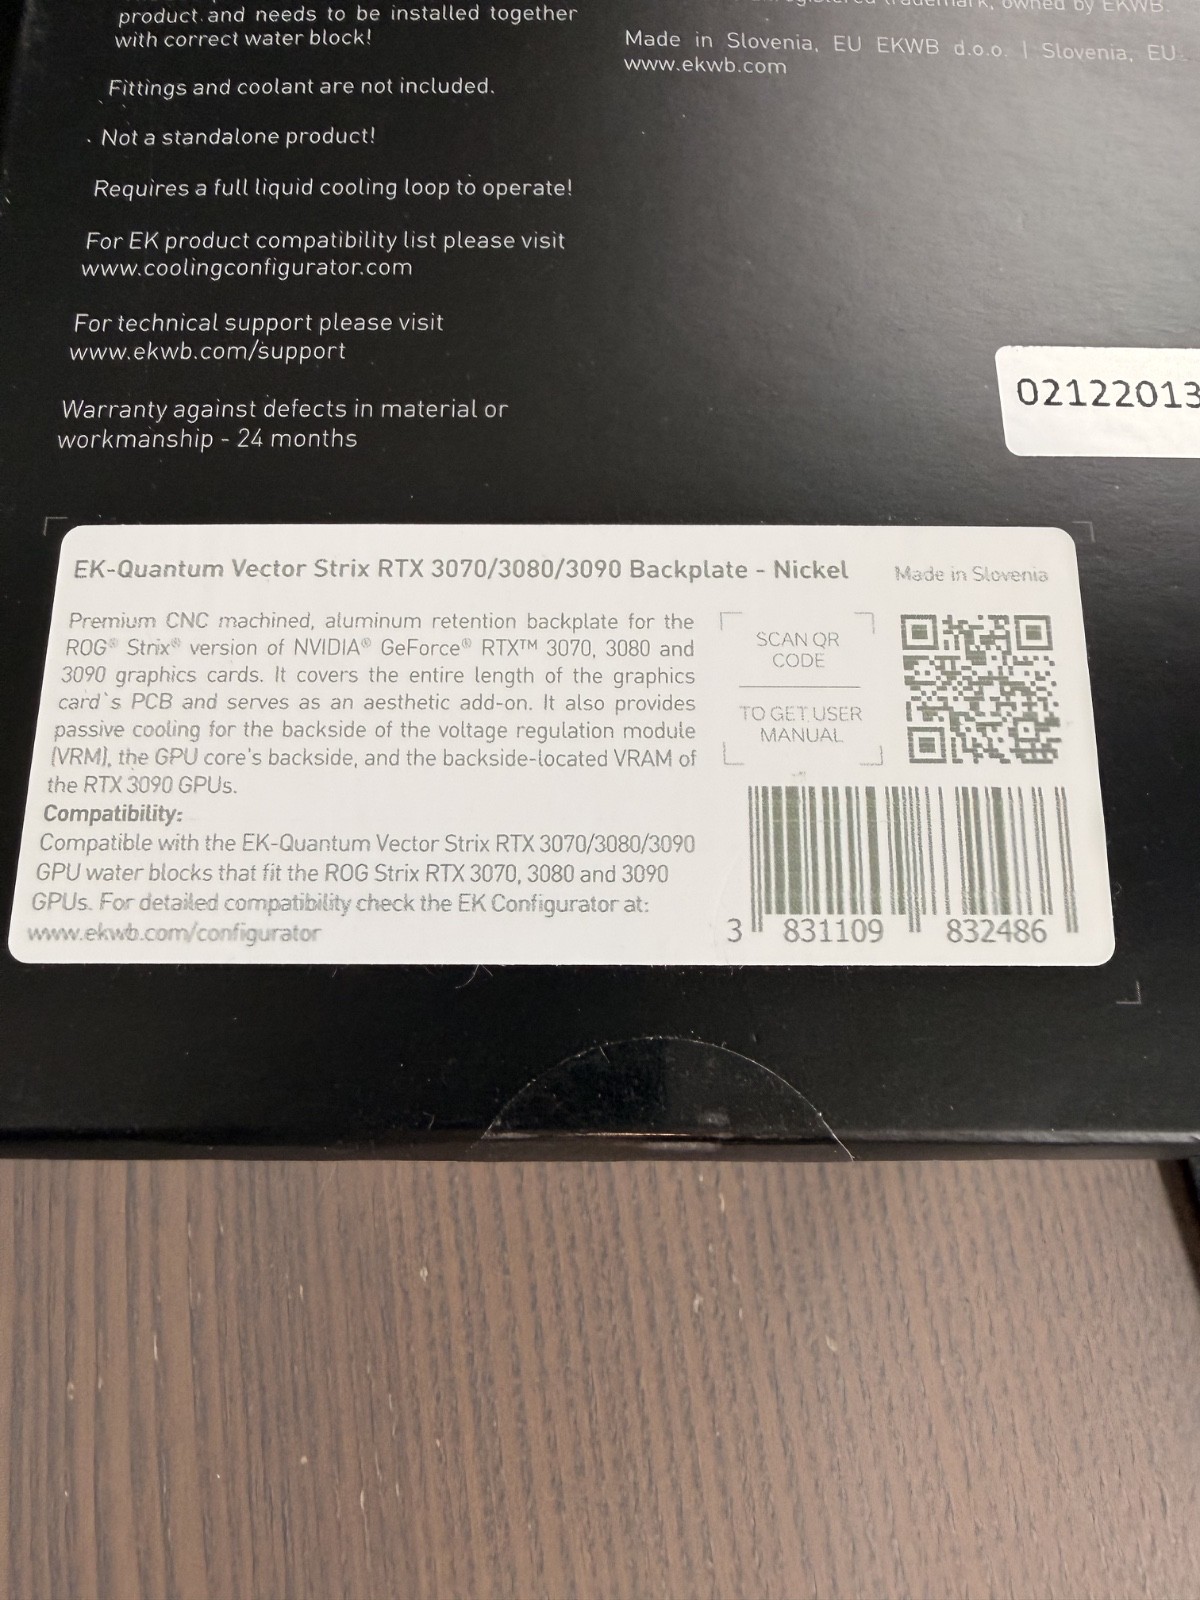 product and needs to be installed together
with correct water block!
Fittings and coolant are not included.
Not a standalone product!
Requires a full liquid cooling loop to operate!
For EK product compatibility list please visit
www.coolingconfigurator.com
For technical support please visit
www.ekwb.com/support
Warranty against defects in material or
workmanship - 24 months
trademark, owned by EKWB.
Made in Slovenia, EU EKWB d.o.o. | Slovenia, EU
www.ekwb.com
02122013
EK-Quantum Vector Strix RTX 3070/3080/3090 Backplate - Nickel
Made in Slovenia
Premium CNC machined, aluminum retention backplate for the
ROG® Strix® version of NVIDIA® GeForce® RTX™ 3070, 3080 and
3090 graphics cards. It covers the entire length of the graphics
card`s PCB and serves as an aesthetic add-on. It also provides
passive cooling for the backside of the voltage regulation module
(VRM), the GPU core's backside, and the backside-located VRAM of
the RTX 3090 GPUs.
Compatibility:
Compatible with the EK-Quantum Vector Strix RTX 3070/3080/3090
GPU water blocks that fit the ROG Strix RTX 3070, 3080 and 3090
GPUs. For detailed compatibility check the EK Configurator at:
www.ekwb.com/configurator
SCAN QR
CODE
TO GET USER
MANUAL
3 831109 832486